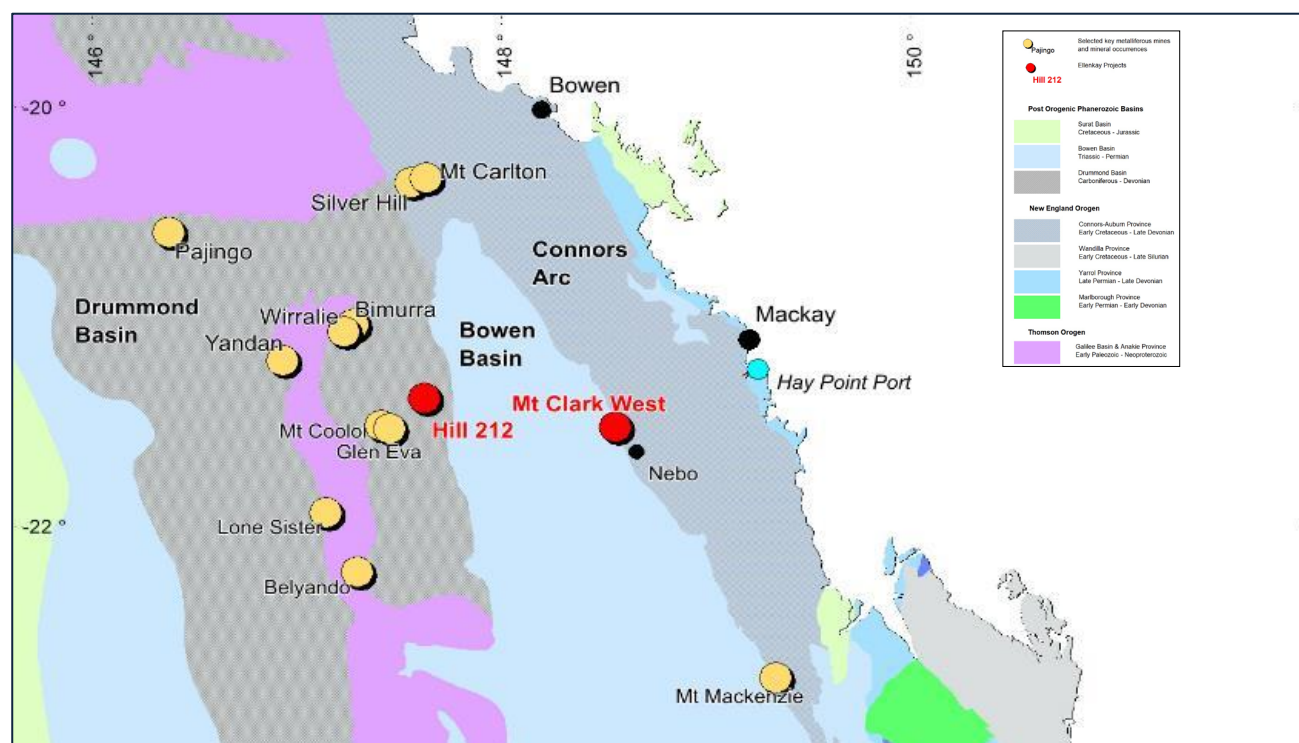 146 °
148 °
150 °
-20 °
-22 °
Bowen
Mt Carlton
Silver Hill
Pajingo
Connors
Arc
Drummond
Basin
Wirralie
Bimurra
Yandan
Bowen
Basin
Mackay
Hay Point Port
Mt Clark West
Mt Coolol
Hill 212
Glen Eva
Nebo
Lone Sister
Belyando
Mt Mackenzie
Pajingo
Selected key metalliferous mines
and mineral occurrences
Ellenkay Projects
Hill 212
Post Orogenic Phanerozoic Basins
Surat Basin
Cretaceous - Jurassic
Bowen Basin
Triassic - Permian
Drummond Basin
Carboniferous - Devonian
New England Orogen
Connors-Auburn Province
Early Cretaceous - Late Devonian
Wandilla Province
Early Cretaceous - Late Silurian
Yarrol Province
Late Permian - Late Devonian
Marlborough Province
Early Permian - Early Devonian
Thomson Orogen
Galilee Basin & Anakie Province
Early Paleozoic - Neoproterozoic